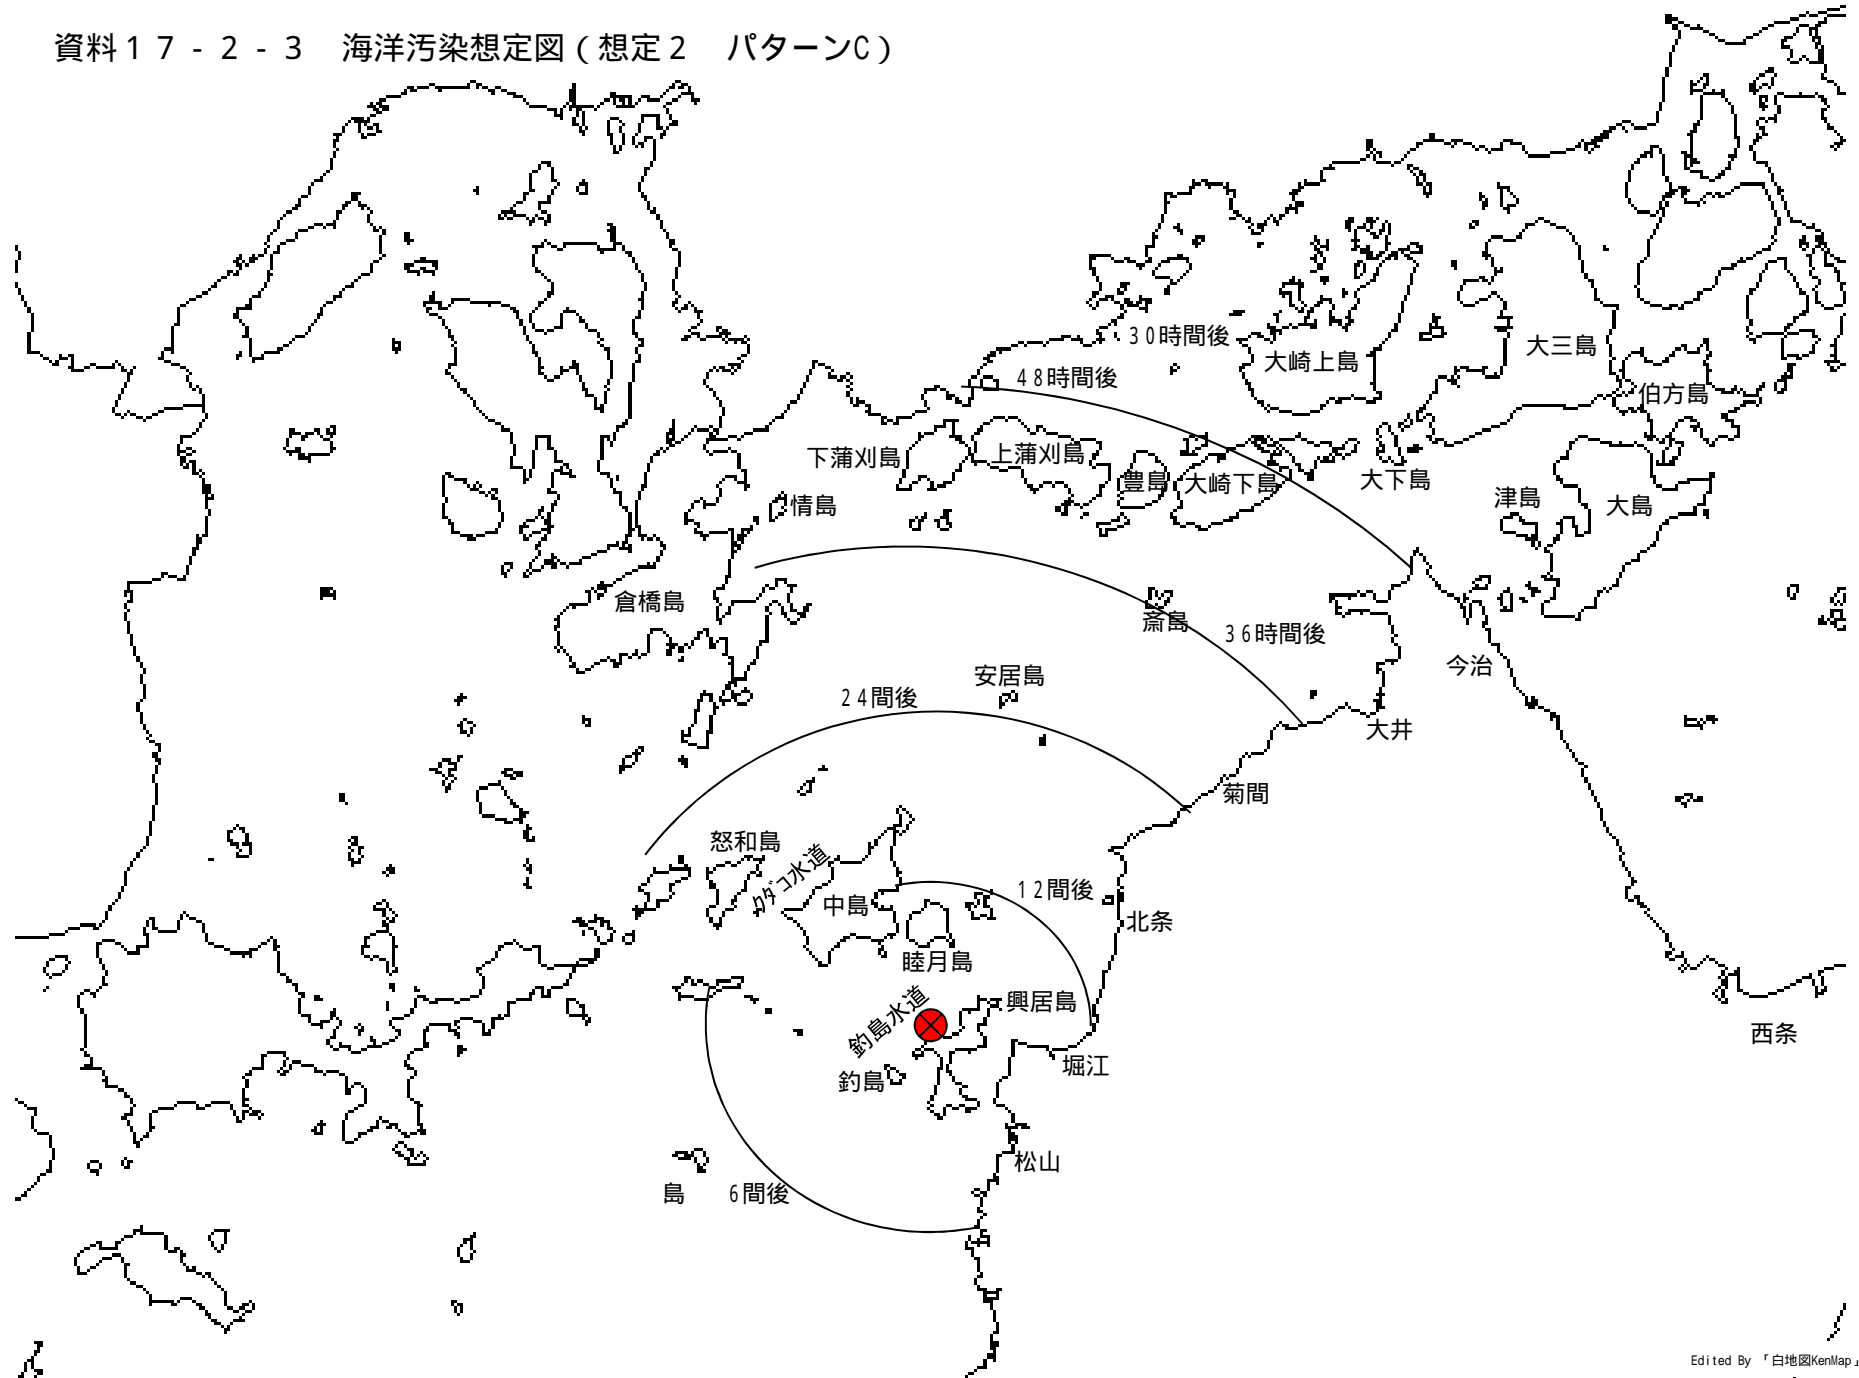 資料１７－２－３　海洋汚染想定図（想定２　パターンC）
30時間後
大崎上島
大三島
48時間後
伯方島
下蒲刈島
上蒲刈島
豊島
大崎下島
大下島
津島
大島
情島
倉橋島
斎島
36時間後
今治
安居島
24間後
大井
菊間
怒和島
クダコ水道
12間後
中島
北条
睦月島
釣島水道
興居島
西条
堀江
釣島
松山
島
6間後
Edited By 「白地図KenMap」